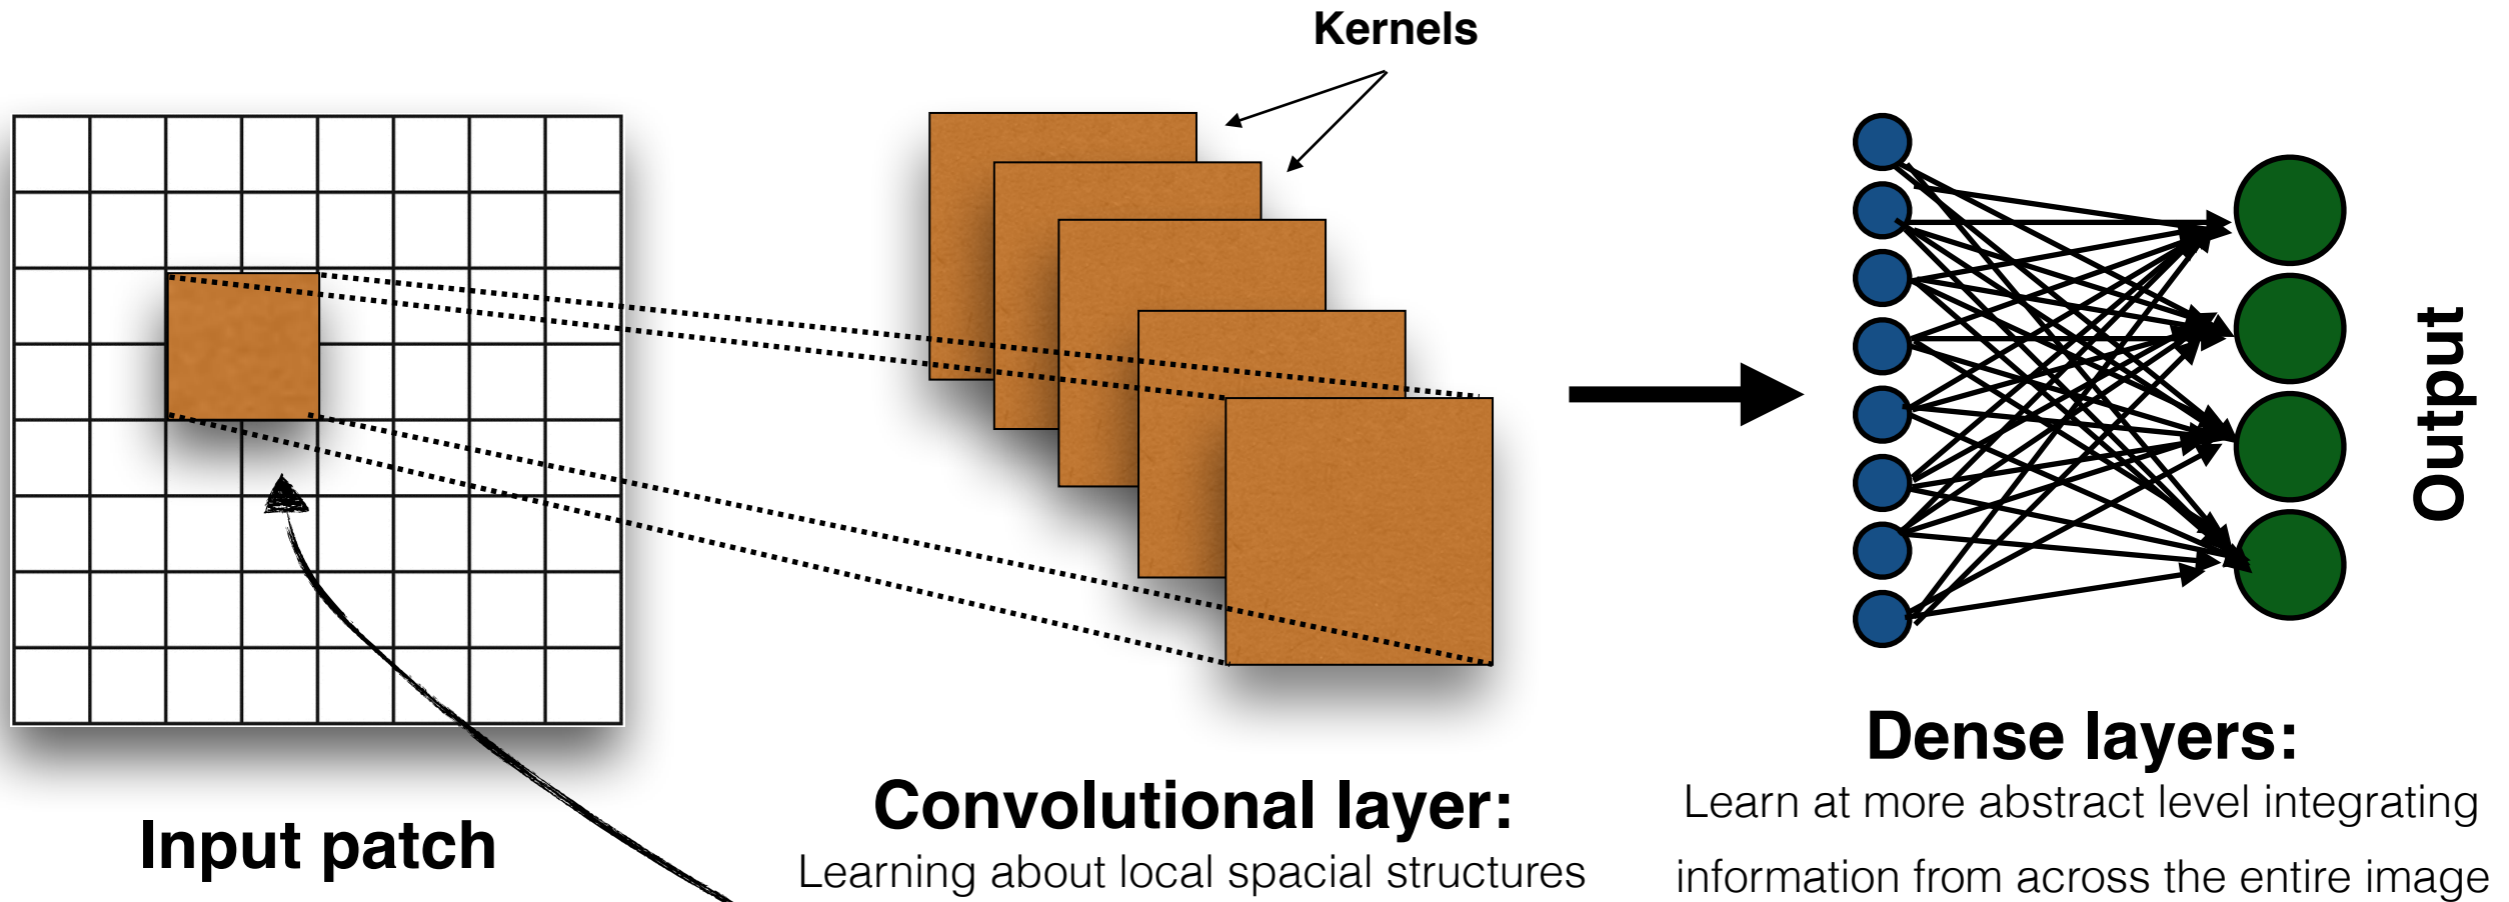 Kernels
Output
Input patch
Convolutional layer:
Learning about local spacial structures
Dense layers:
Learn at more abstract level integrating
information from across the entire image